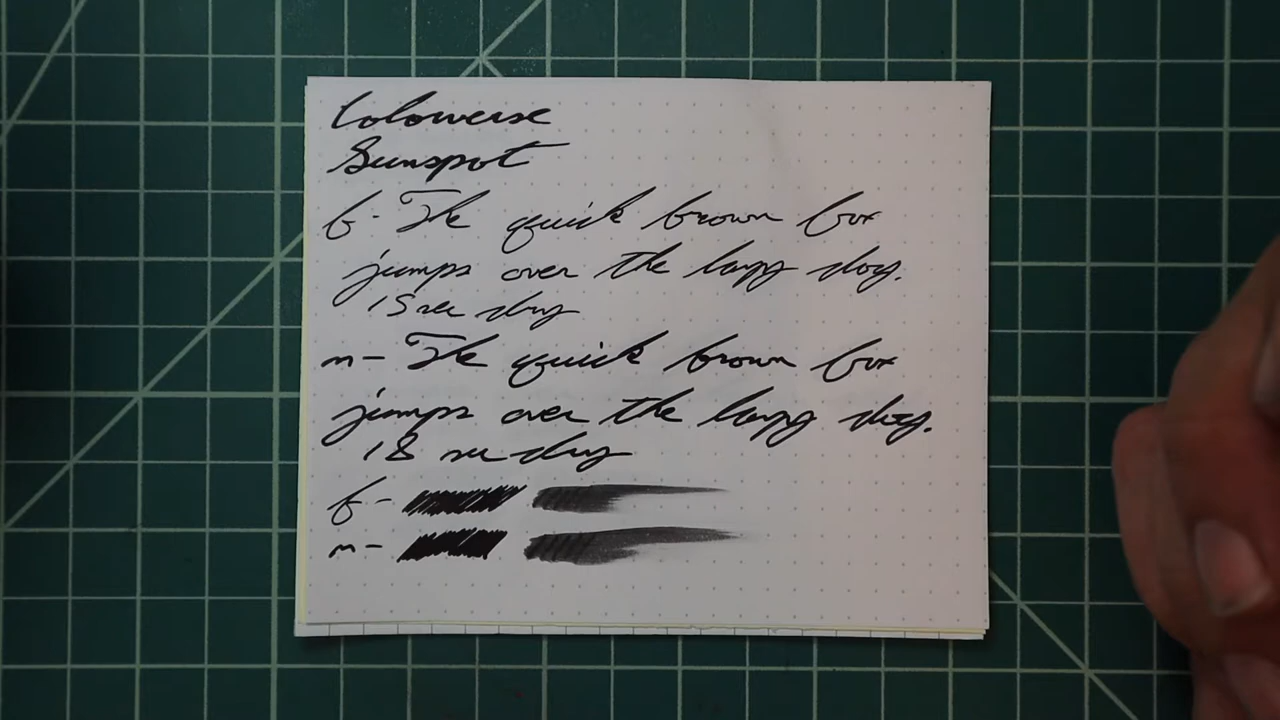 Colorverse
Sunspot
f- The quick brown fox
jumps over the lazy dog.
15 sec dry
m- The quick brown fox
jumps over the lazy dog.
18 sec dry
f-
m-